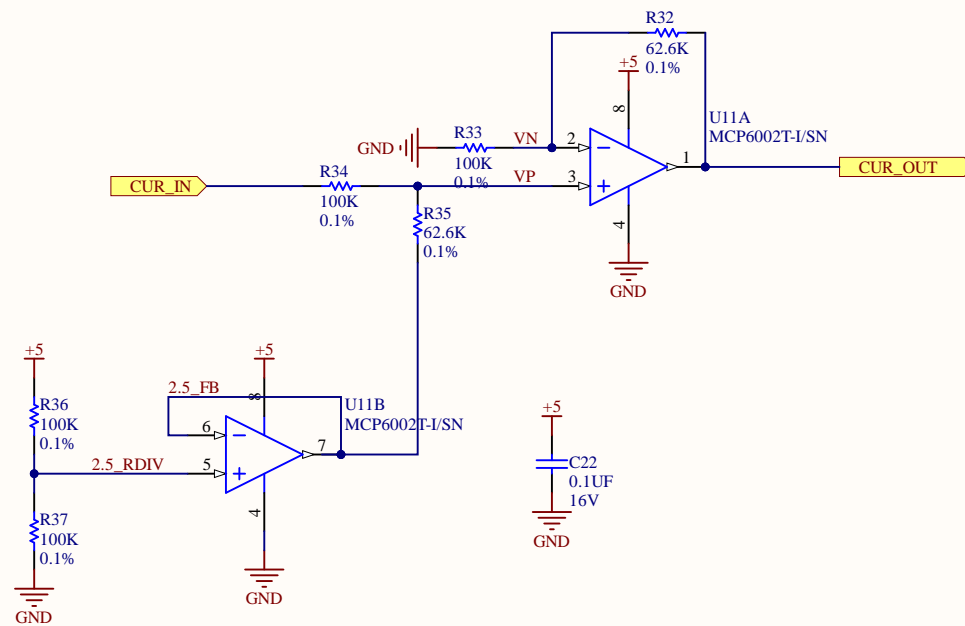 R32
62.6K
0.1%
+5
8
U11A
MCP6002T-I/SN
R33
VN
2
GND
100K
0.1%
1
CUR_OUT
R34
VP
3
CUR_IN
100K
0.1%
R35
62.6K
0.1%
4
GND
+5
+5
2.5_FB
8
U11B
MCP6002T-I/SN
+5
R36
100K
0.1%
6
7
2.5_RDIV
5
C22
0.1UF
16V
R37
100K
0.1%
4
GND
GND
GND